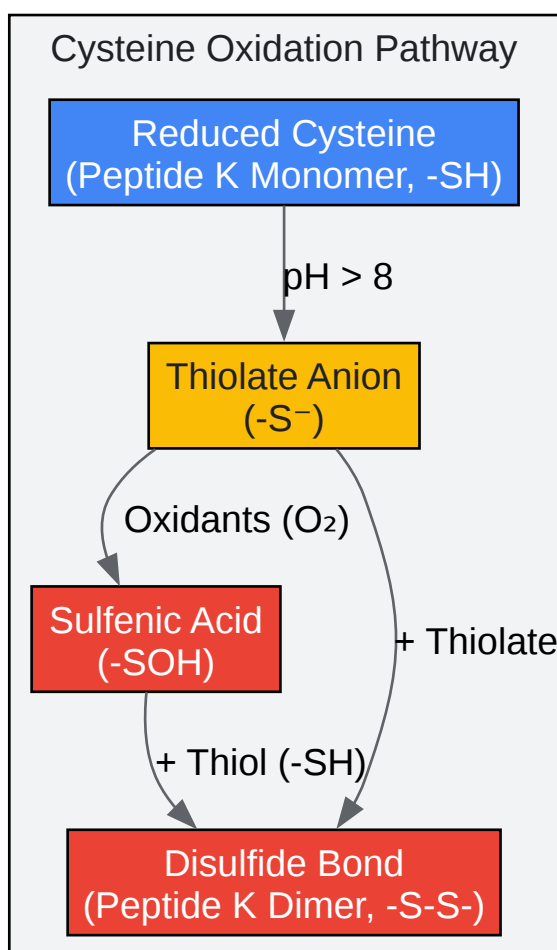 Cysteine Oxidation Pathway
Reduced Cysteine
(Peptide K Monomer, -SH)
pH > 8
Thiolate Anion
(-S⁻)
Oxidants (O₂)
Sulfenic Acid
(-SOH)
+ Thiolate
+ Thiol (-SH)
Disulfide Bond
(Peptide K Dimer, -S-S-)